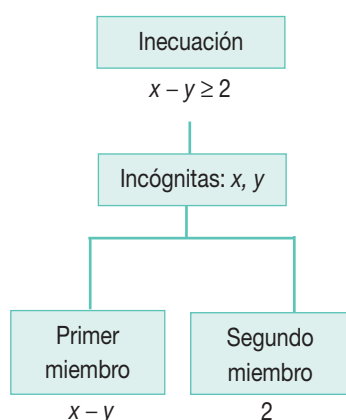 Inecuación
x – y ≥ 2
Incógnitas: x, y
Primer
miembro
x – y
Segundo
miembro
2